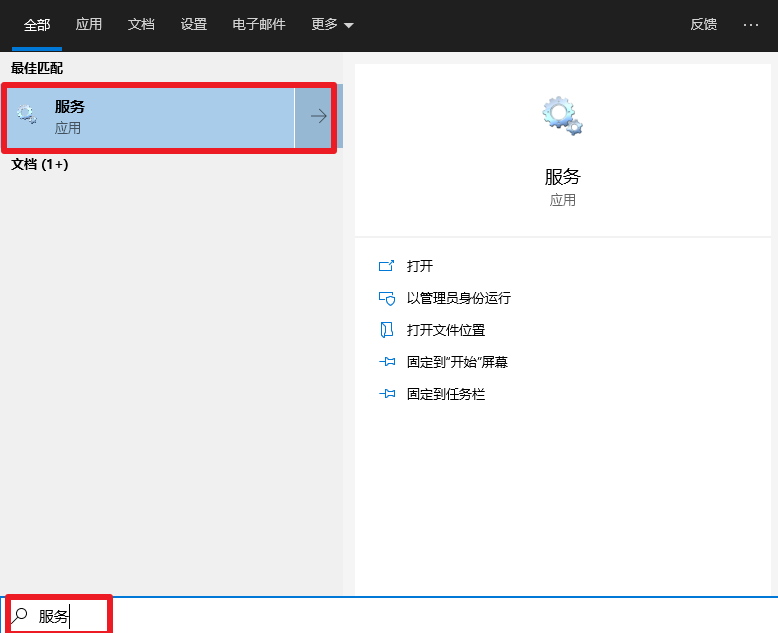 全部 应用 文档 设置 电子邮件 更多 反馈 ...
最佳匹配
服务
应用
文档 (1+)
服务
应用
打开
以管理员身份运行
打开文件位置
固定到"开始"屏幕
固定到任务栏
服务